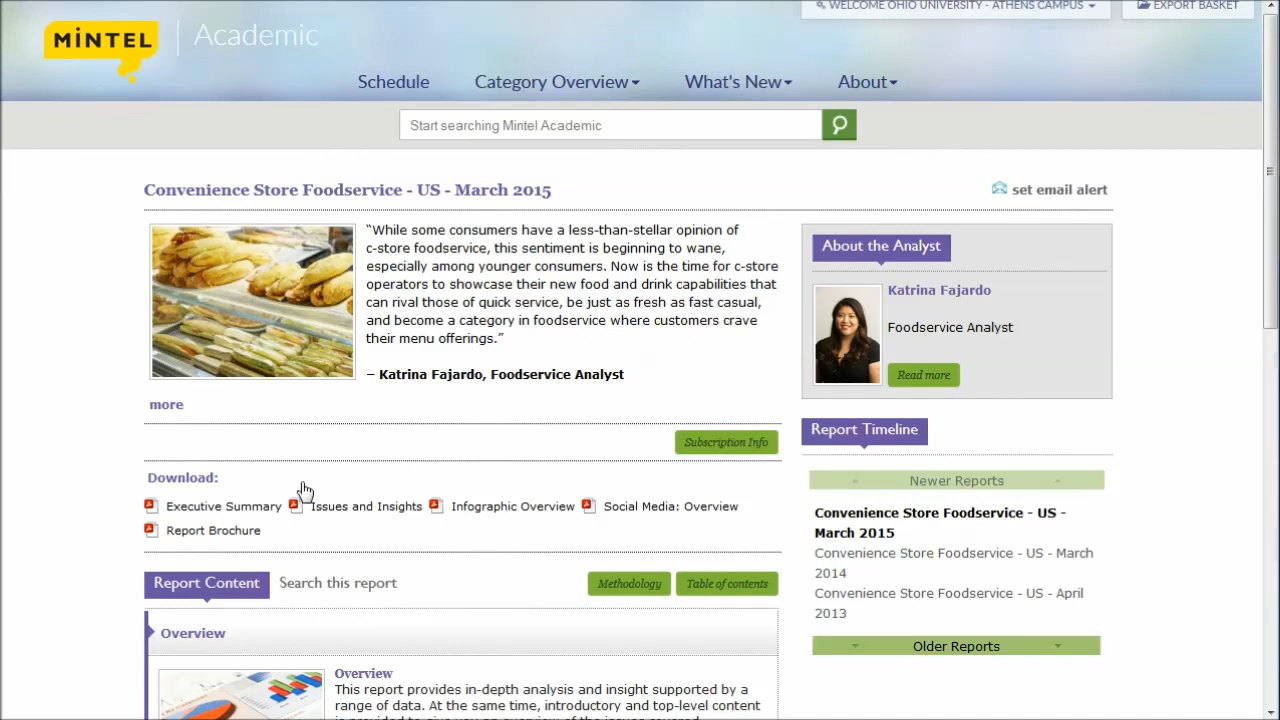 WELCOME OHIO UNIVERSITY - ATHENS CAMPUS
EXPORT BASKET
MiNTEL
Academic
Schedule
Category Overview
What's New
About
Start searching Mintel Academic
Convenience Store Foodservice - US - March 2015
set email alert
“While some consumers have a less-than-stellar opinion of
c-store foodservice, this sentiment is beginning to wane,
especially among younger consumers. Now is the time for c-store
operators to showcase their new food and drink capabilities that
can rival those of quick service, be just as fresh as fast casual,
and become a category in foodservice where customers crave
their menu offerings.”
– Katrina Fajardo, Foodservice Analyst
more
Subscription Info
Download:
Executive Summary
Issues and Insights
Infographic Overview
Social Media: Overview
Report Brochure
Report Content
Search this report
Methodology
Table of contents
Overview
Overview
This report provides in-depth analysis and insight supported by a
range of data. At the same time, introductory and top-level content
is provided to give you an overview of the issues covered.
About the Analyst
Katrina Fajardo
Foodservice Analyst
Read more
Report Timeline
Newer Reports
Convenience Store Foodservice - US -
March 2015
Convenience Store Foodservice - US - March
2014
Convenience Store Foodservice - US - April
2013
Older Reports